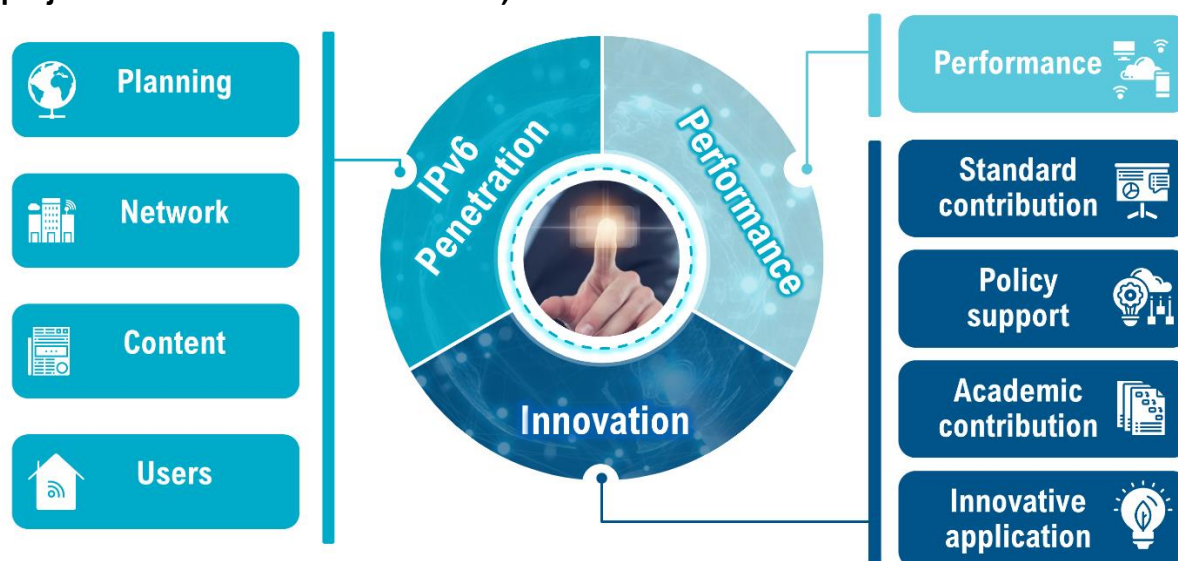 Planning
Network
Content
Users
IPv6
Penetration
Performance
Innovation
Performance
Standard
contribution
Policy
support
Academic
contribution
Innovative
application